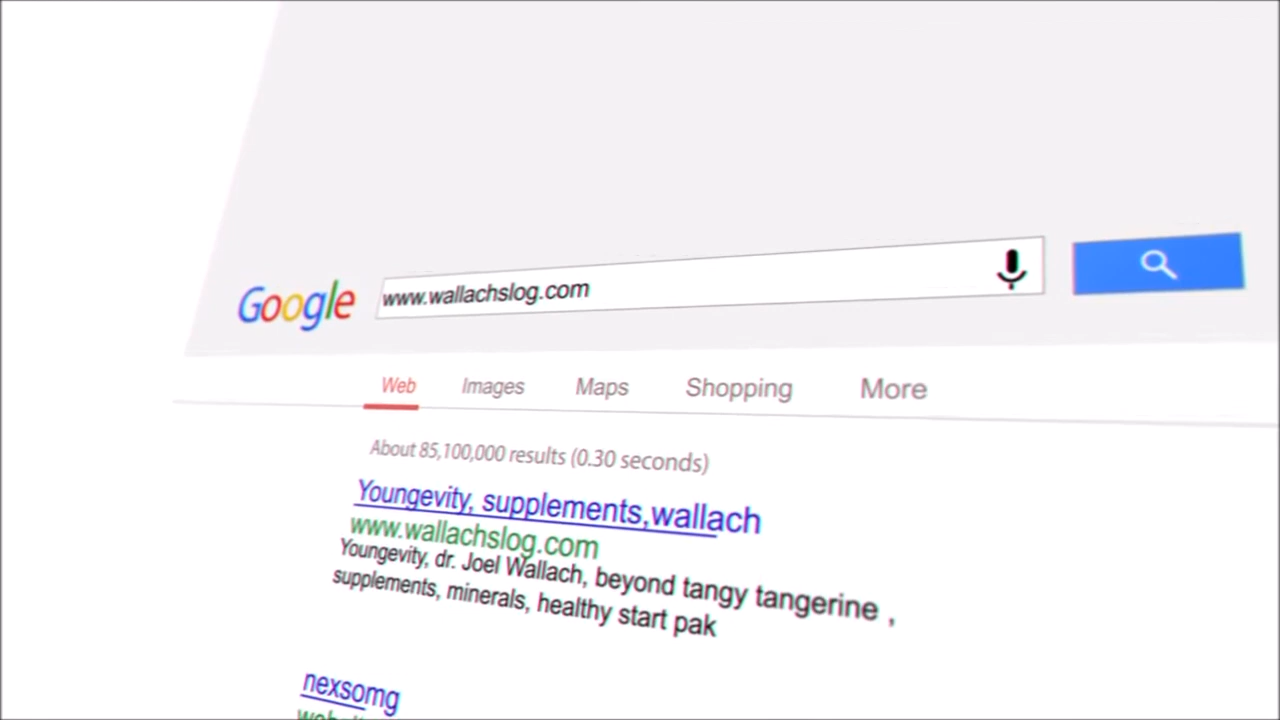 Google www.wallachslog.com
Web Images Maps Shopping More
About 85,100,000 results (0.30 seconds)
Youngevity, supplements,wallach
www.wallachslog.com
Youngevity, dr. Joel Wallach, beyond tangy tangerine ,
supplements, minerals, healthy start pak
nexsomg